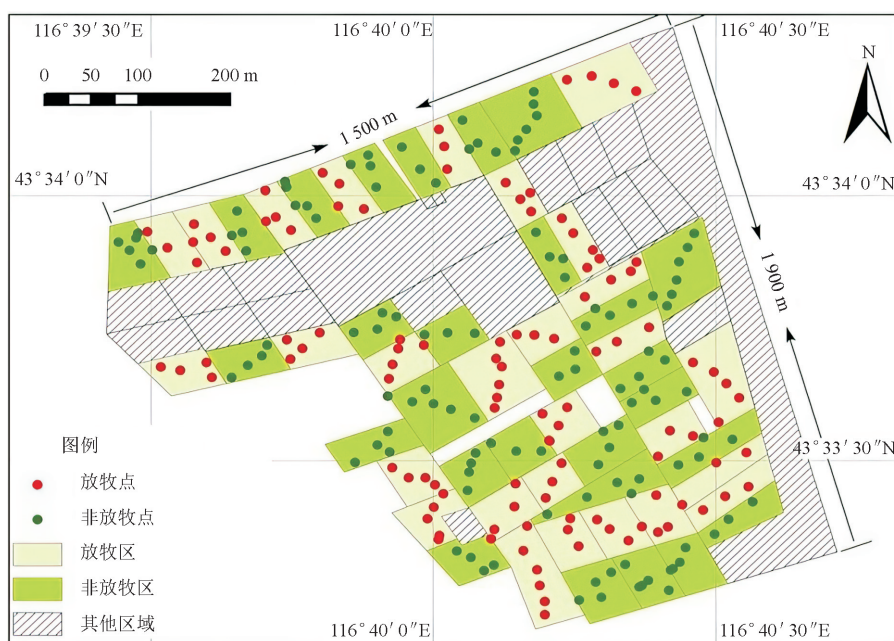 116°39′30″E
116°40′0″E
116°40′30″E
0 50 100 200 m
N
1 500 m
43°34′0″N
43°34′0″N
1 900 m
图例
放牧点
43°33′30″N
非放牧点
放牧区
非放牧区
其他区域
116°40′0″E
116°40′30″E